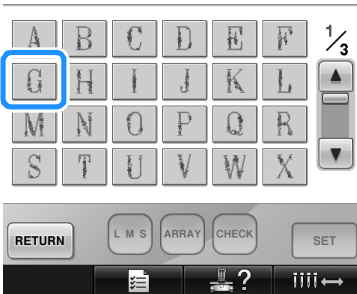 A B C D E F 1/3
G H I J K L
M N O P Q R
S T U V W X
RETURN L M S ARRAY CHECK SET
?